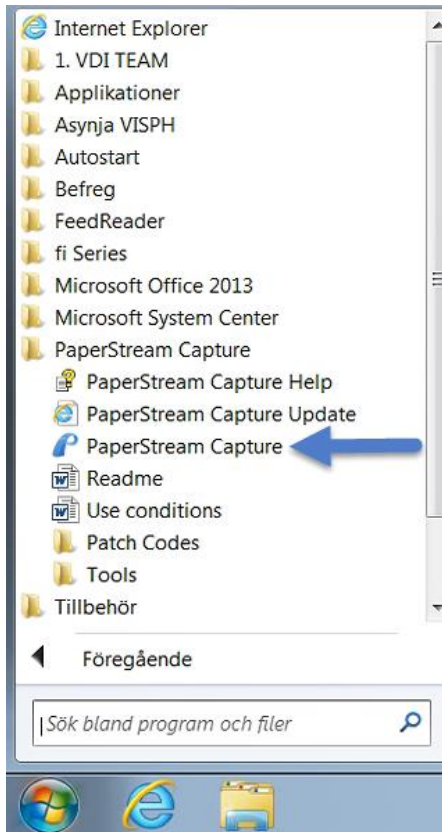 Internet Explorer
1. VDI TEAM
Applikationer
Asynja VISPH
Autostart
Befreg
FeedReader
fi Series
Microsoft Office 2013
Microsoft System Center
PaperStream Capture
PaperStream Capture Help
PaperStream Capture Update
PaperStream Capture
Readme
Use conditions
Patch Codes
Tools
Tillbehör
Föregående
Sök bland program och filer